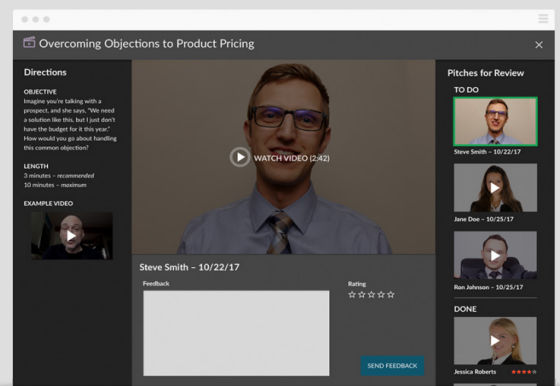 Overcoming Objections to Product Pricing
Directions
OBJECTIVE
Imagine you're talking with a
prospect, and she says, "We need
a solution like this, but I just don't
have the budget for it this year."
How would you go about handling
this common objection?
LENGTH
3 minutes – recommended
10 minutes – maximum
EXAMPLE VIDEO
WATCH VIDEO (2:42)
Steve Smith – 10/22/17
Feedback
Rating
SEND FEEDBACK
Pitches for Review
TO DO
Steve Smith – 10/22/17
Jane Doe – 10/25/17
Ron Johnson – 10/25/17
DONE
Jessica Roberts